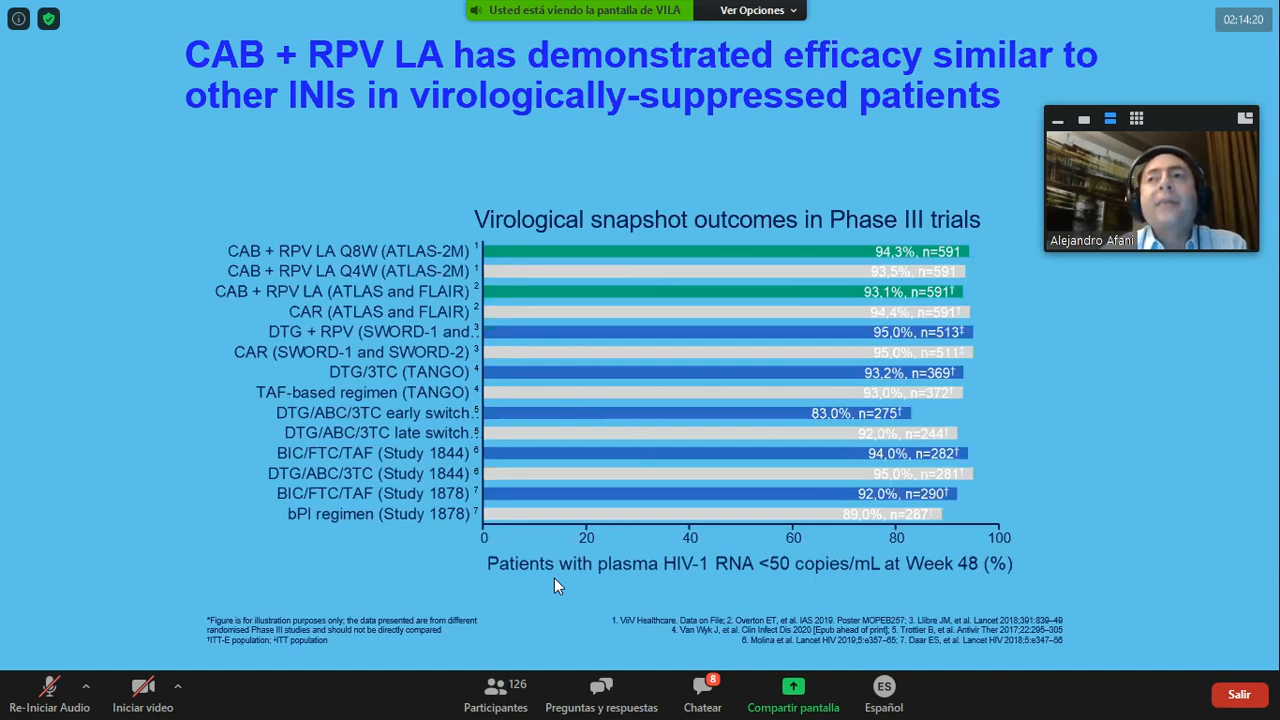 Usted está viendo la pantalla de VILA
Ver Opciones
02:14:20
CAB + RPV LA has demonstrated efficacy similar to
other INIs in virologically-suppressed patients
Alejandro Afani
Virological snapshot outcomes in Phase III trials
CAB + RPV LA Q8W (ATLAS-2M) 1 94,3%, n=591
CAB + RPV LA Q4W (ATLAS-2M) 1 93,5%, n=591
CAB + RPV LA (ATLAS and FLAIR) 2 93,1%, n=591†
CAR (ATLAS and FLAIR) 2 94,4%, n=591†
DTG + RPV (SWORD-1 and.. 3 95,0%, n=513‡
CAR (SWORD-1 and SWORD-2) 3 95,0%, n=511‡
DTG/3TC (TANGO) 4 93,2%, n=369†
TAF-based regimen (TANGO) 4 93,0%, n=372†
DTG/ABC/3TC early switch.. 5 83,0%, n=275†
DTG/ABC/3TC late switch.. 5 92,0%, n=244†
BIC/FTC/TAF (Study 1844) 6 94,0%, n=282†
DTG/ABC/3TC (Study 1844) 6 95,0%, n=281†
BIC/FTC/TAF (Study 1878) 7 92,0%, n=290†
bPI regimen (Study 1878) 7 89,0%, n=287†
0 20 40 60 80 100
Patients with plasma HIV-1 RNA <50 copies/mL at Week 48 (%)
*Figure is for illustration purposes only; the data presented are from different
randomised Phase III studies and should not be directly compared
†ITT-E population; ‡ITT population
1. ViiV Healthcare. Data on File; 2. Overton ET, et al. IAS 2019. Poster MOPEB257; 3. Llibre JM, et al. Lancet 2018;391:839–49
4. Van Wyk J, et al. Clin Infect Dis 2020 [Epub ahead of print]; 5. Trottier B, et al. Antivir Ther 2017;22:295–305
6. Molina et al. Lancet HIV 2019;5:e357–65; 7. Daar ES, et al. Lancet HIV 2018;5:e347–56
Re-Iniciar Audio
Iniciar video
126
Participantes
Preguntas y respuestas
8
Chatear
Compartir pantalla
ES
Español
Salir